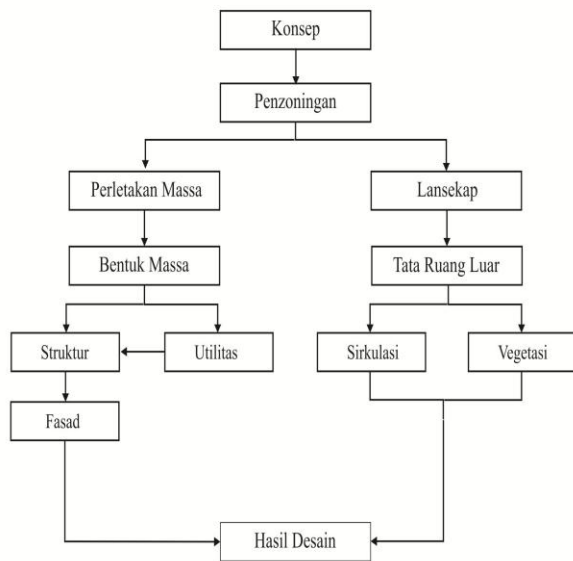 Konsep
Penzoningan
Perletakan Massa
Lansekap
Bentuk Massa
Tata Ruang Luar
Struktur
Utilitas
Sirkulasi
Vegetasi
Fasad
Hasil Desain